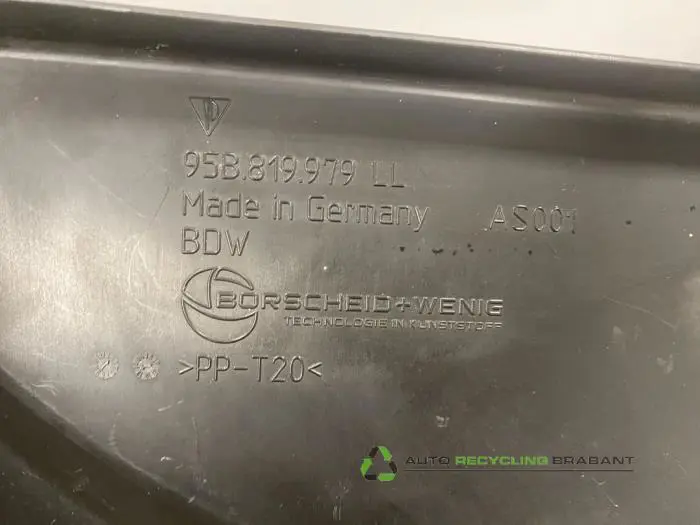 95B.819.979 LL
Made in Germany AS001
BDW
BORSCHEID+WENIG
TECHNOLOGIE IN KUNSTSTOFF
>PP-T20<
AUTO RECYCLING BRABANT